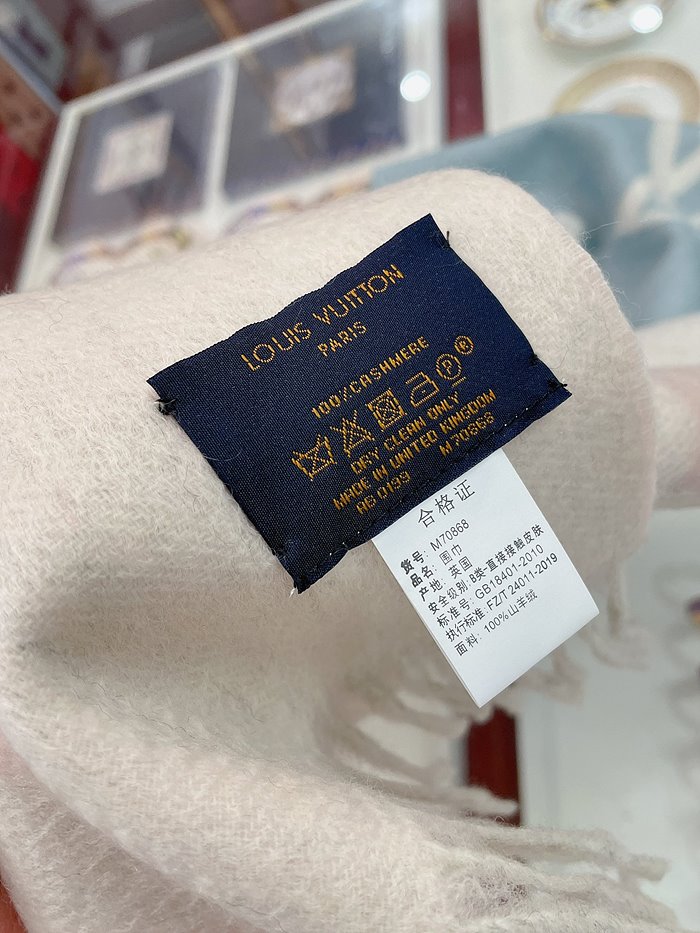 LOUIS VUITTON
PARIS
100%CASHMERE
P®
DRY CLEAN ONLY
MADE IN UNITED KINGDOM
AG 0199 M70868
合格证
货号: M70868
品名: 围巾
产地: 英国
安全级别: B类-直接接触皮肤
标准号: GB18401-2010
执行标准: FZ/T 24011-2019
面料: 100%山羊绒